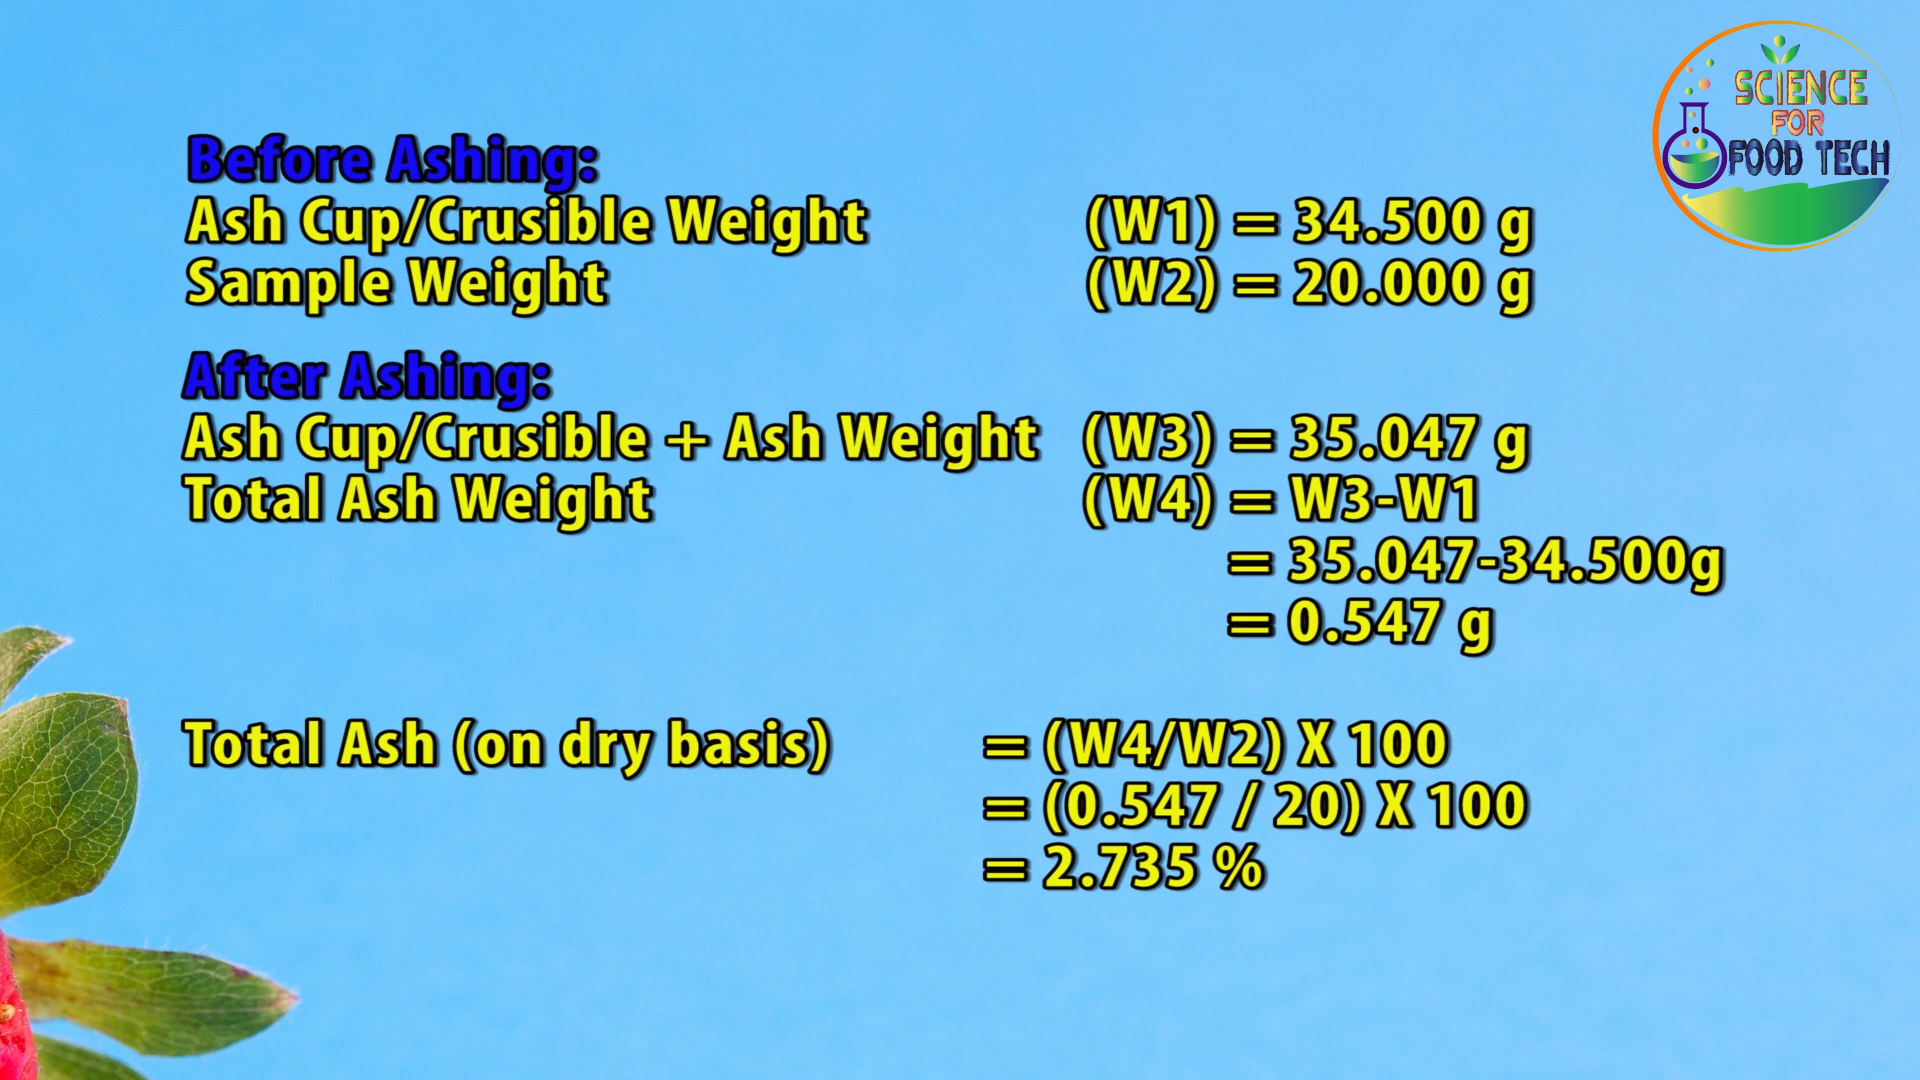 SCIENCE
FOR
FOOD TECH
Before Ashing:
Ash Cup/Crusible Weight (W1) = 34.500 g
Sample Weight (W2) = 20.000 g
After Ashing:
Ash Cup/Crusible + Ash Weight (W3) = 35.047 g
Total Ash Weight (W4) = W3-W1
= 35.047-34.500g
= 0.547 g
Total Ash (on dry basis) = (W4/W2) X 100
= (0.547 / 20) X 100
= 2.735 %